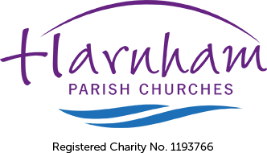 Harnham
PARISH CHURCHES
Registered Charity No. 1193766